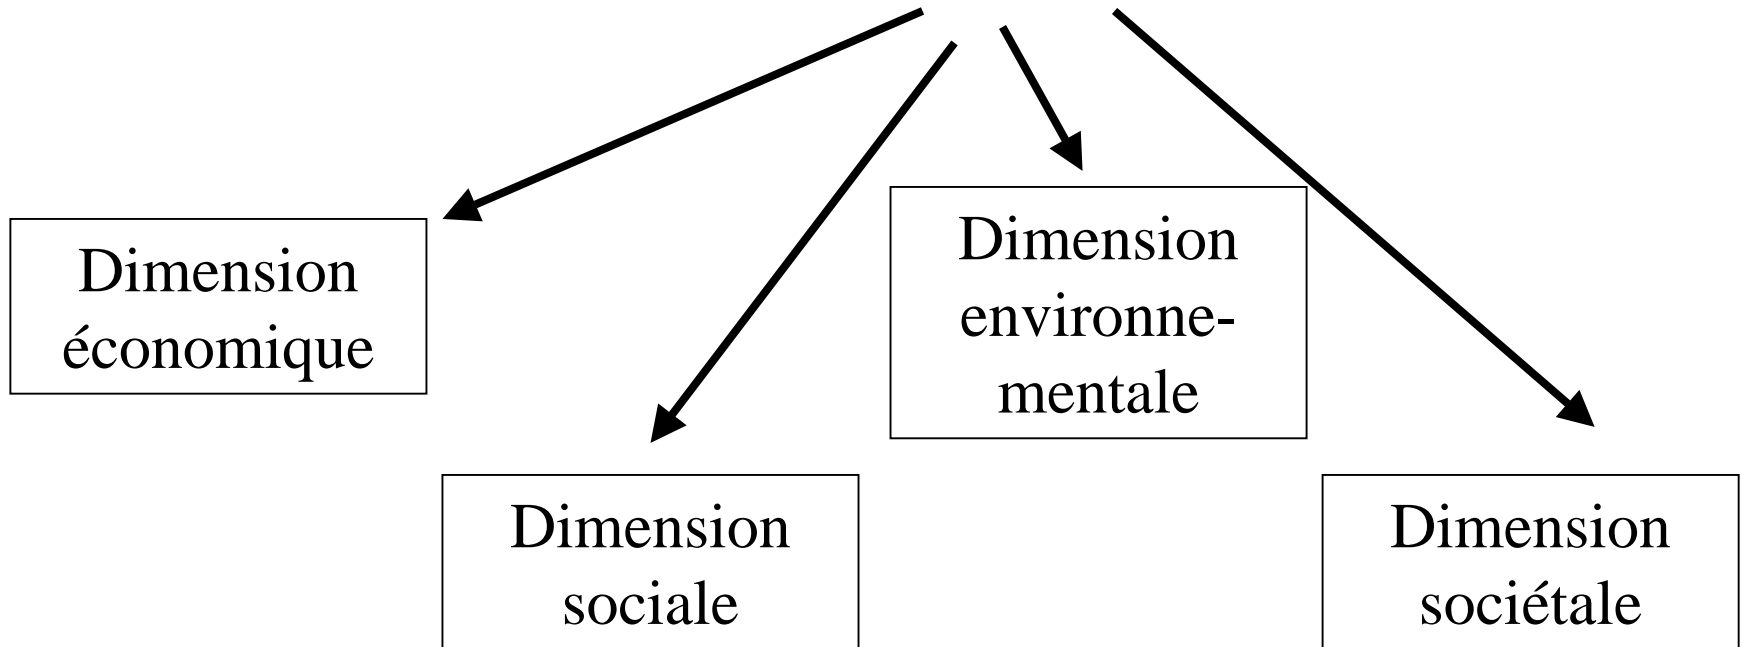 Dimension
économique
Dimension
sociale
Dimension
environne-
mentale
Dimension
sociétale